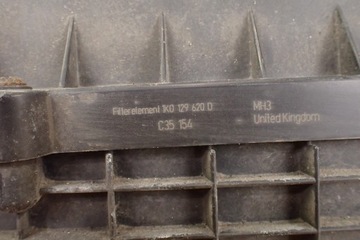 Filterelement 1K0 129 620 D
MH3
C35 154
United Kingdom